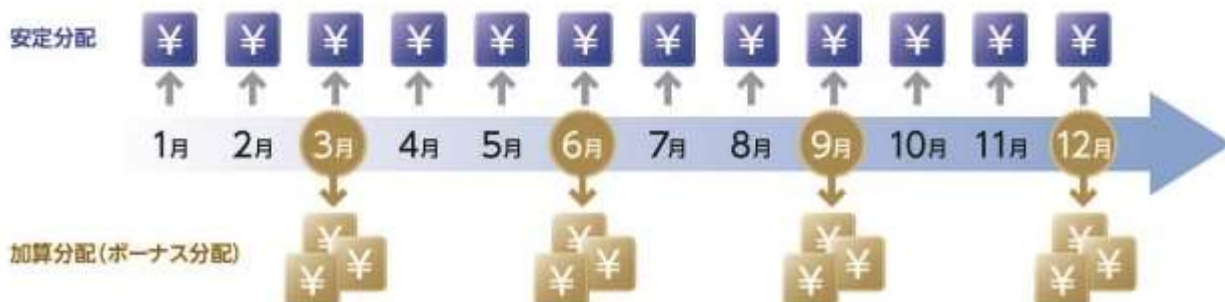 安定分配
¥ ¥ ¥ ¥ ¥ ¥ ¥ ¥ ¥ ¥ ¥ ¥
1月 2月 3月 4月 5月 6月 7月 8月 9月 10月 11月 12月
加算分配(ボーナス分配)
¥ ¥ ¥ ¥ ¥ ¥ ¥ ¥ ¥ ¥ ¥ ¥